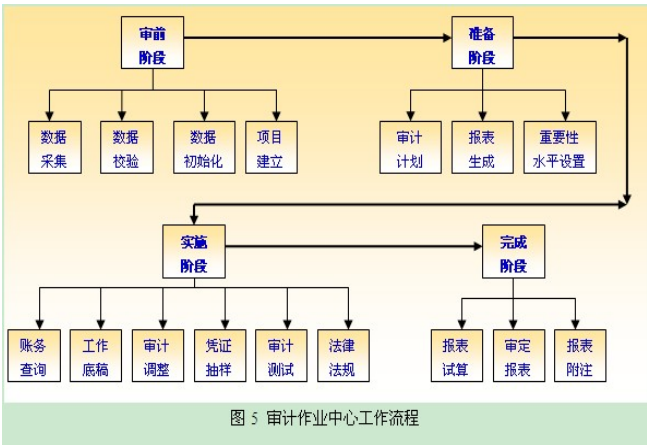 审前
阶段
准备
阶段
数据
采集
数据
校验
数据
初始化
项目
建立
审计
计划
报表
生成
重要性
水平设置
实施
阶段
完成
阶段
账务
查询
工作
底稿
审计
调整
凭证
抽样
审计
测试
法律
法规
报表
试算
审定
报表
报表
附注
图 5 审计作业中心工作流程